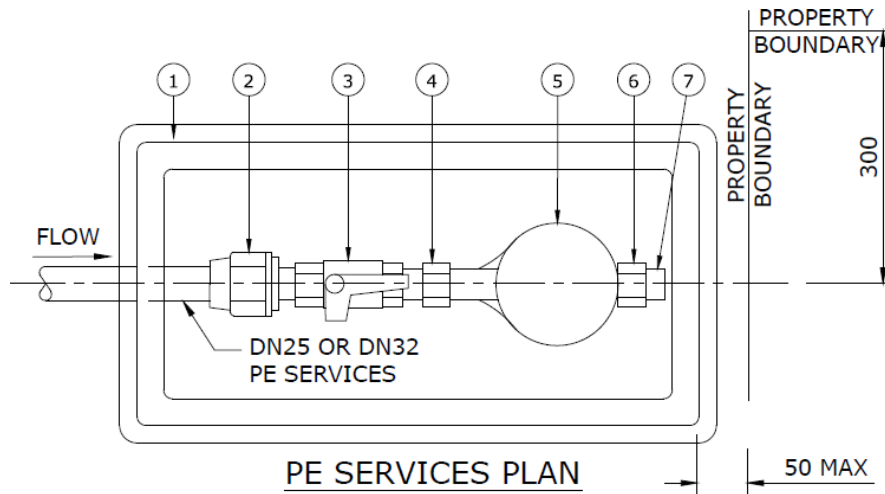 PROPERTY
BOUNDARY
1
2
3
4
5
6
7
PROPERTY
BOUNDARY
300
FLOW
DN25 OR DN32
PE SERVICES
PE SERVICES PLAN
50 MAX